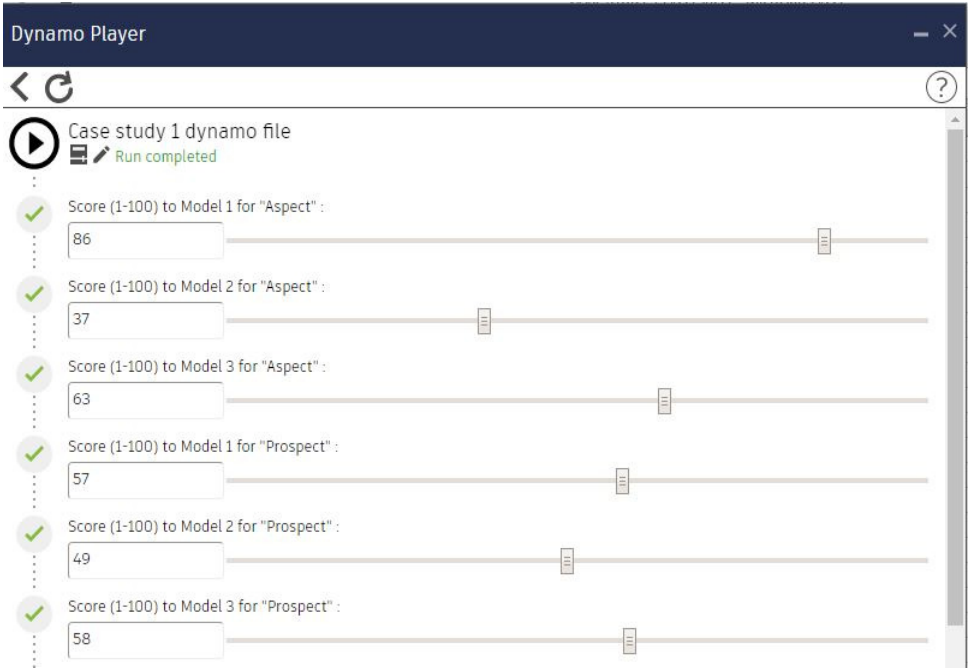 Dynamo Player
?
Case study 1 dynamo file
Run completed
Score (1-100) to Model 1 for "Aspect" :
86
Score (1-100) to Model 2 for "Aspect" :
37
Score (1-100) to Model 3 for "Aspect" :
63
Score (1-100) to Model 1 for "Prospect" :
57
Score (1-100) to Model 2 for "Prospect" :
49
Score (1-100) to Model 3 for "Prospect" :
58